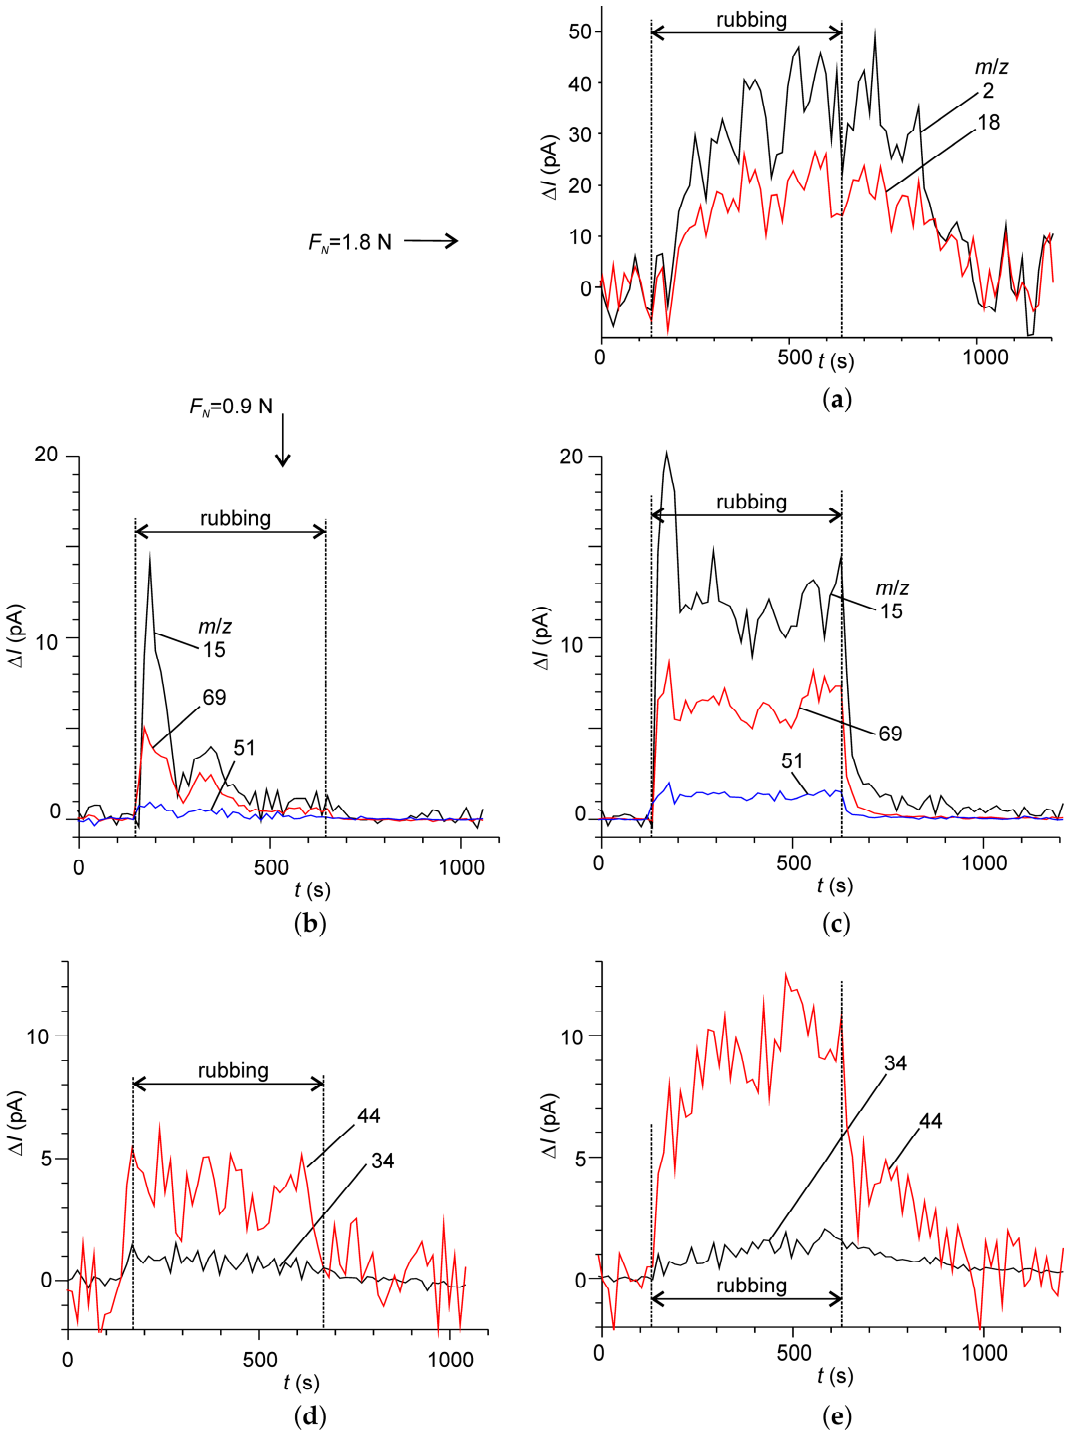 rubbing
50
40
30
20
10
0
ΔI (pA)
m/z
2
18
0
500
1000
t (s)
(a)
F_N=1.8 N
F_N=0.9 N
20
10
0
ΔI (pA)
rubbing
m/z
15
69
51
0
500
1000
t (s)
(b)
20
10
0
ΔI (pA)
rubbing
m/z
15
69
51
0
500
1000
t (s)
(c)
10
5
0
ΔI (pA)
rubbing
44
34
0
500
1000
t (s)
(d)
10
5
0
ΔI (pA)
34
44
rubbing
0
500
1000
t (s)
(e)